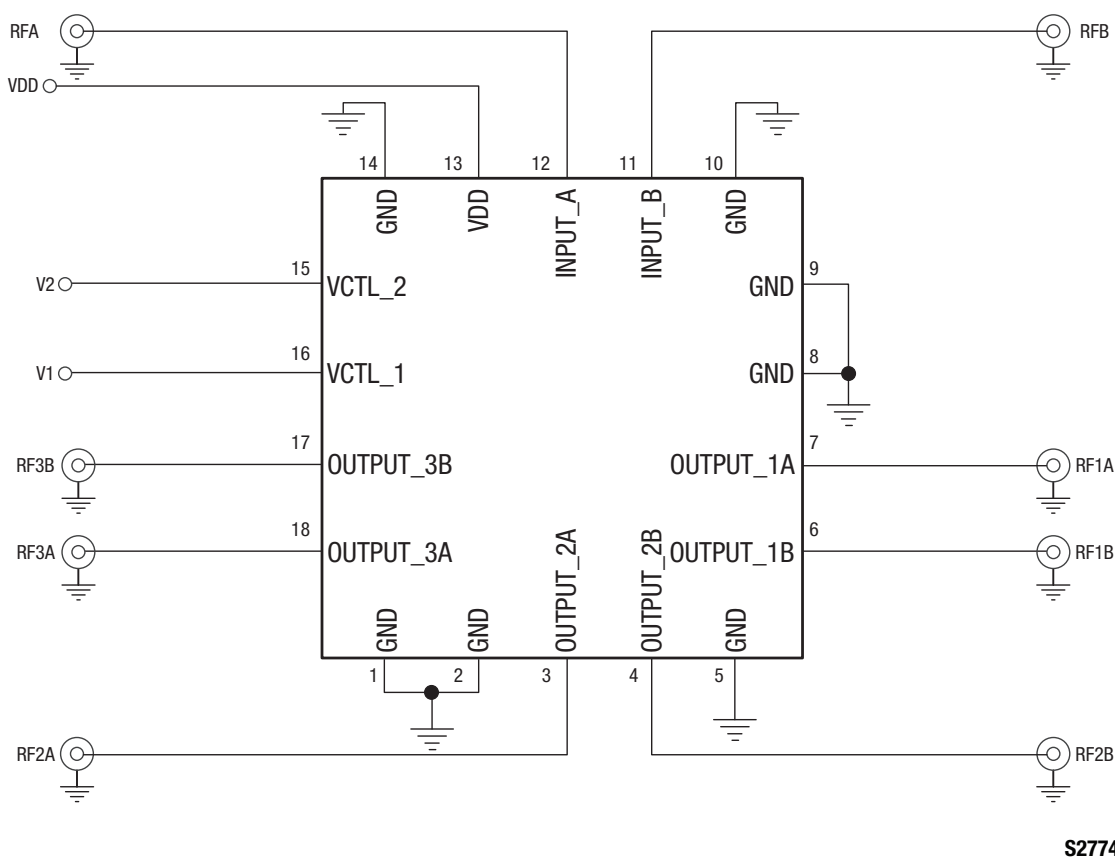 RFA
RFB
VDD
14 13 12 11 10
GND VDD INPUT_A INPUT_B GND
15 9
V2 VCTL_2 GND
16 8
V1 VCTL_1 GND
17 7
RF3B OUTPUT_3B OUTPUT_1A RF1A
18 6
RF3A OUTPUT_3A OUTPUT_1B RF1B
GND GND OUTPUT_2A OUTPUT_2B GND
1 2 3 4 5
RF2A RF2B
S2774